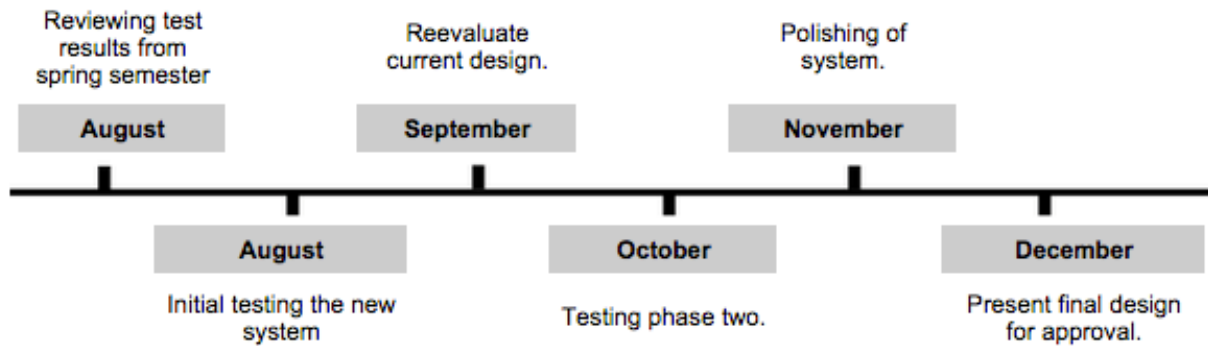 Reviewing test
results from
spring semester
August
August
Initial testing the new
system
Reevaluate
current design.
September
October
Testing phase two.
Polishing of
system.
November
December
Present final design
for approval.